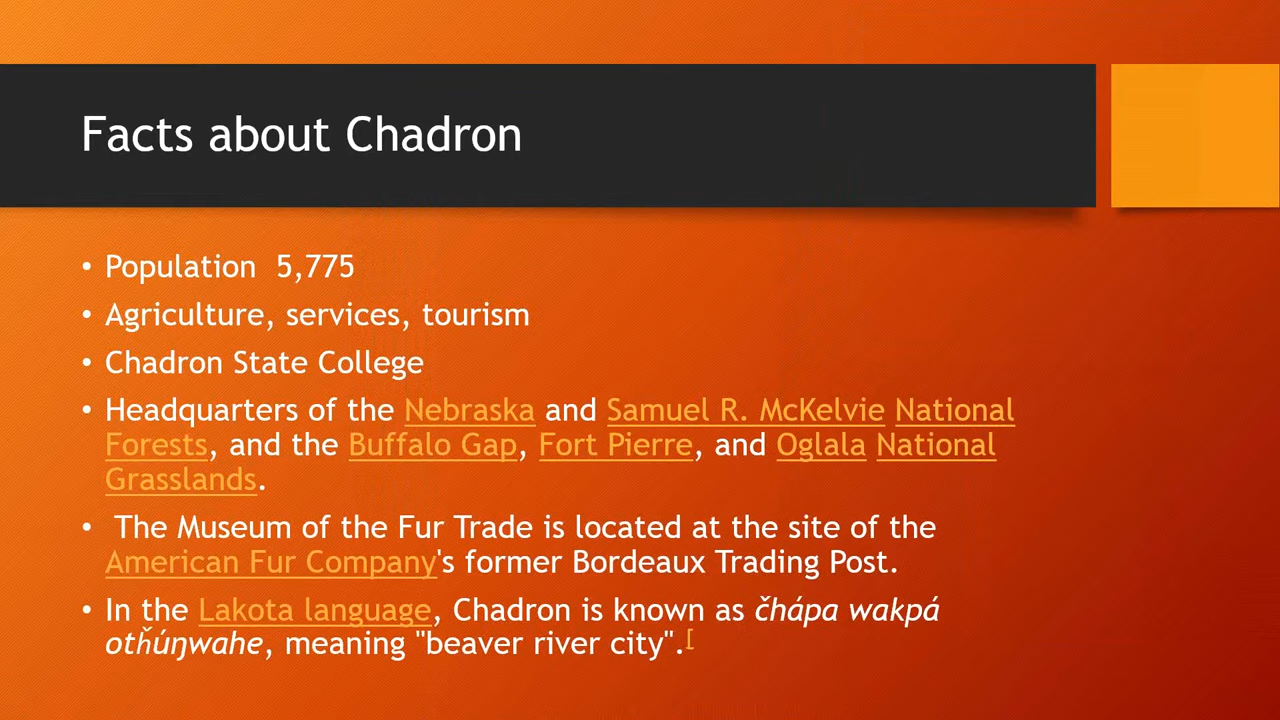 Facts about Chadron
• Population  5,775
• Agriculture, services, tourism
• Chadron State College
• Headquarters of the Nebraska and Samuel R. McKelvie National
Forests, and the Buffalo Gap, Fort Pierre, and Oglala National
Grasslands.
•  The Museum of the Fur Trade is located at the site of the
American Fur Company's former Bordeaux Trading Post.
• In the Lakota language, Chadron is known as čhápa wakpá
otȟúŋwahe, meaning "beaver river city".[